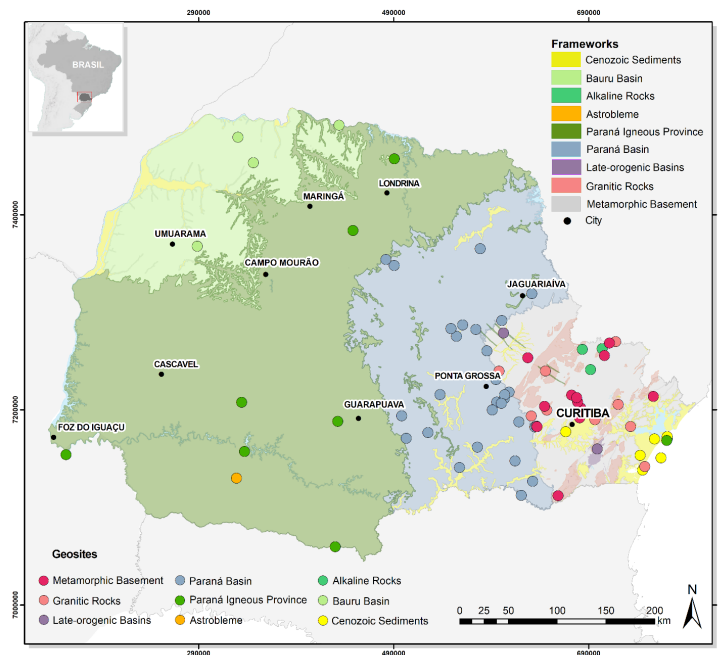 290000 490000 690000
BRASIL
Frameworks
Cenozoic Sediments
Bauru Basin
Alkaline Rocks
Astrobleme
Paraná Igneous Province
Paraná Basin
Late-orogenic Basins
Granitic Rocks
Metamorphic Basement
City
7400000
7200000
7000000
LONDRINA
MARINGÁ
UMUARAMA
CAMPO MOURÃO
JAGUARIAÍVA
CASCAVEL
PONTA GROSSA
GUARAPUAVA
CURITIBA
FOZ DO IGUAÇU
Geosites
Metamorphic Basement
Granitic Rocks
Late-orogenic Basins
Paraná Basin
Paraná Igneous Province
Astrobleme
Alkaline Rocks
Bauru Basin
Cenozoic Sediments
N
0 25 50 100 150 200
km
290000 490000 690000